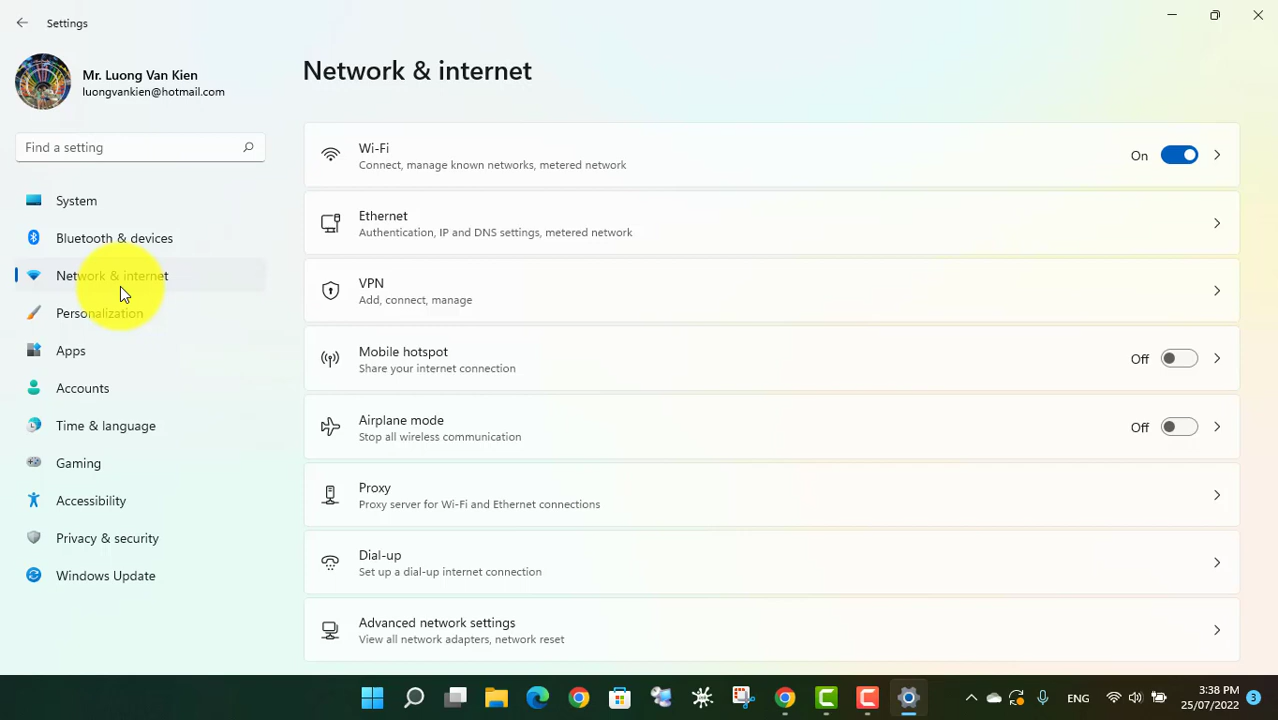 Settings
Mr. Luong Van Kien
luongvankien@hotmail.com
Find a setting
System
Bluetooth & devices
Network & internet
Personalization
Apps
Accounts
Time & language
Gaming
Accessibility
Privacy & security
Windows Update
Network & internet
Wi-Fi
Connect, manage known networks, metered network
On
Ethernet
Authentication, IP and DNS settings, metered network
VPN
Add, connect, manage
Mobile hotspot
Share your internet connection
Off
Airplane mode
Stop all wireless communication
Off
Proxy
Proxy server for Wi-Fi and Ethernet connections
Dial-up
Set up a dial-up internet connection
Advanced network settings
View all network adapters, network reset
ENG
3:38 PM
25/07/2022
3